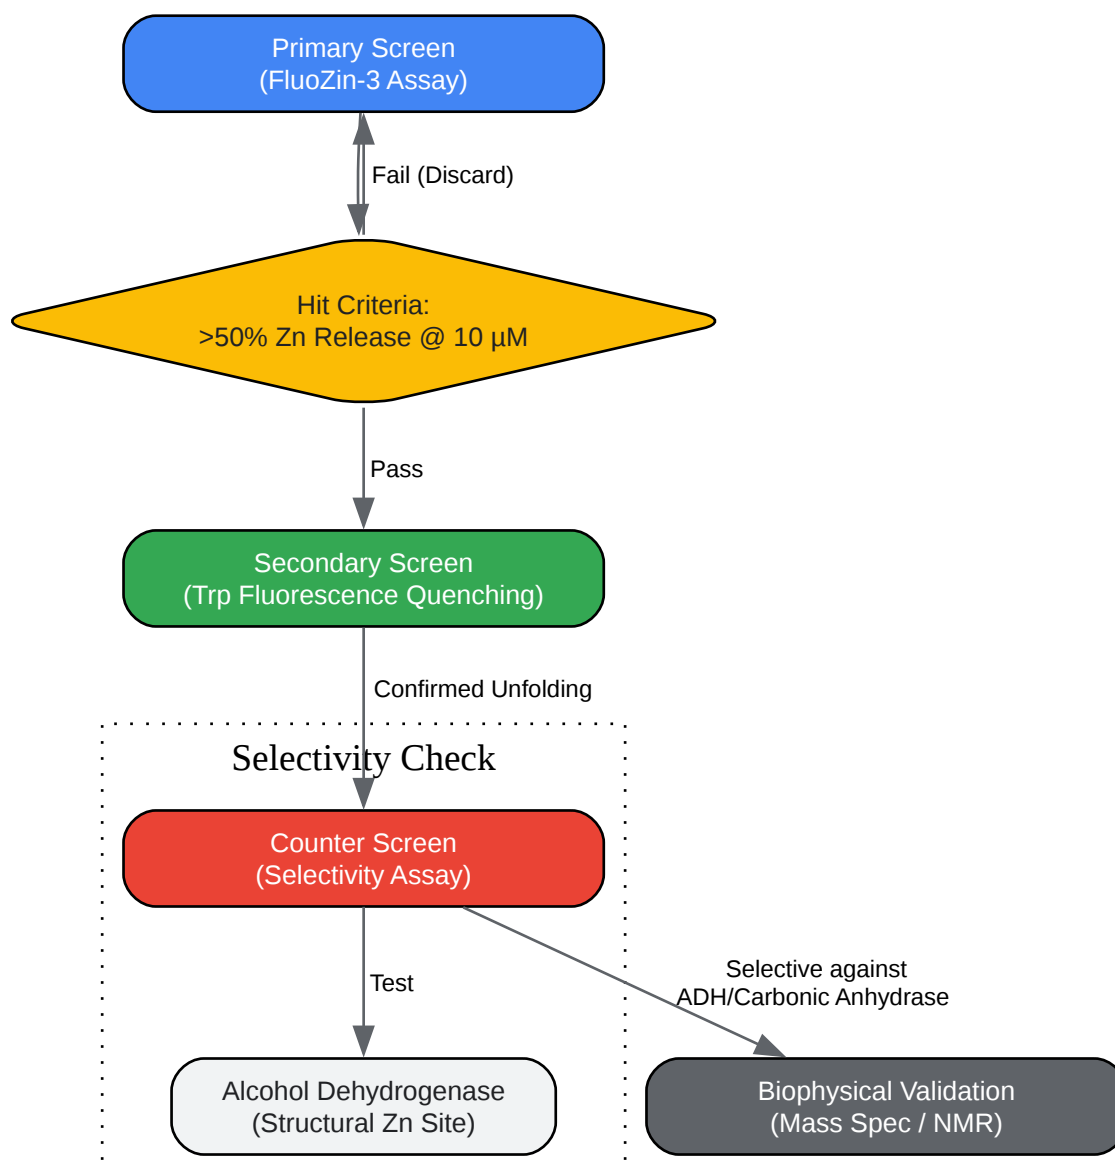 Primary Screen
(FluoZin-3 Assay)
Fail (Discard)
Hit Criteria:
>50% Zn Release @ 10 µM
Pass
Secondary Screen
(Trp Fluorescence Quenching)
Confirmed Unfolding
Selectivity Check
Counter Screen
(Selectivity Assay)
Test
Selective against
ADH/Carbonic Anhydrase
Alcohol Dehydrogenase
(Structural Zn Site)
Biophysical Validation
(Mass Spec / NMR)